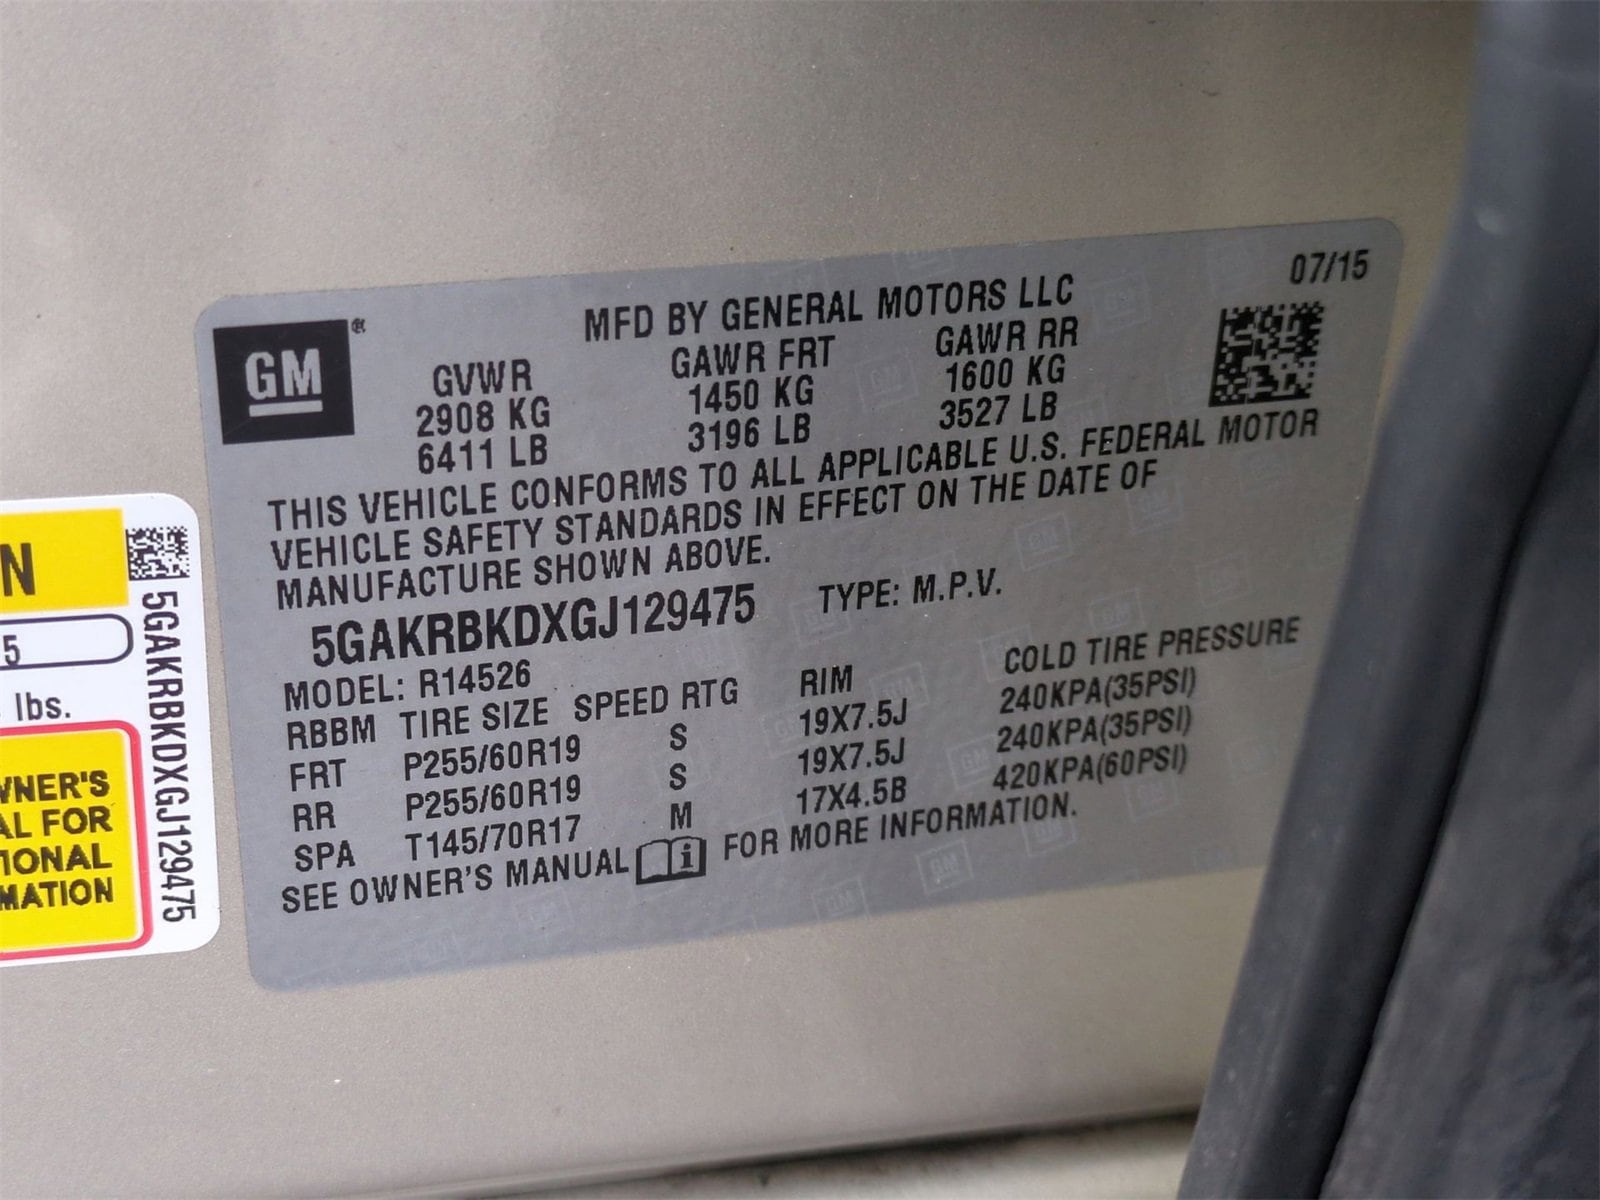 07/15
MFD BY GENERAL MOTORS LLC
GM
GVWR GAWR FRT GAWR RR
2908 KG 1450 KG 1600 KG
6411 LB 3196 LB 3527 LB
THIS VEHICLE CONFORMS TO ALL APPLICABLE U.S. FEDERAL MOTOR
VEHICLE SAFETY STANDARDS IN EFFECT ON THE DATE OF
MANUFACTURE SHOWN ABOVE.
5GAKRBKDXGJ129475 TYPE: M.P.V.
MODEL: R14526
RBBM TIRE SIZE SPEED RTG RIM COLD TIRE PRESSURE
FRT P255/60R19 S 19X7.5J 240KPA(35PSI)
RR P255/60R19 S 19X7.5J 240KPA(35PSI)
SPA T145/70R17 M 17X4.5B 420KPA(60PSI)
SEE OWNER'S MANUAL i FOR MORE INFORMATION.
N
5
lbs.
WNER'S
AL FOR
TIONAL
MATION
5GAKRBKDXGJ129475